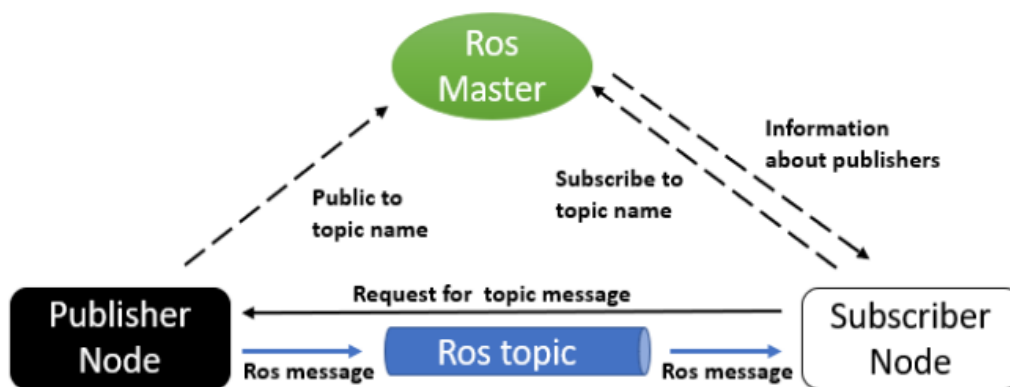 Ros
Master
Information
about publishers
Subscribe to
topic name
Public to
topic name
Request for topic message
Publisher
Node
Ros message
Ros topic
Ros message
Subscriber
Node